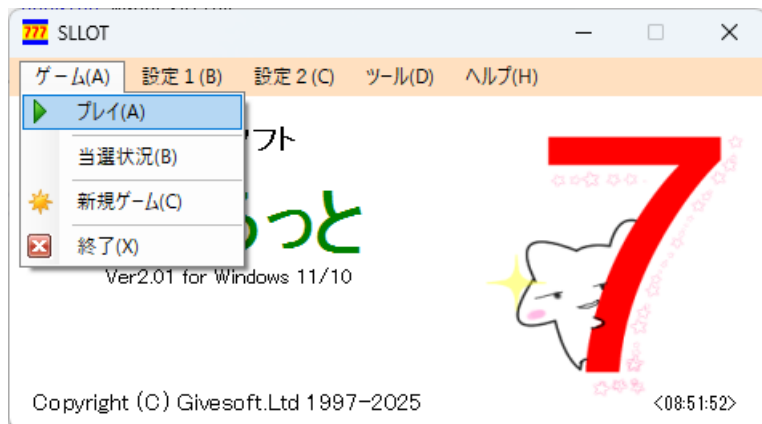 777 SLLOT
ゲーム(A) 設定1(B) 設定2(C) ツール(D) ヘルプ(H)
プレイ(A)
フト
当選状況(B)
新規ゲーム(C)
っと
終了(X)
Ver2.01 for Windows 11/10
7
Copyright (C) Givesoft.Ltd 1997-2025
<08:51:52>